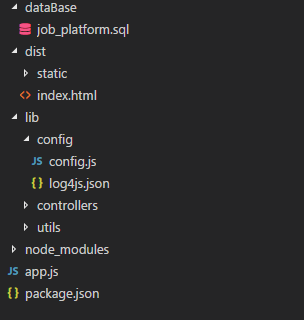 dataBase
job_platform.sql
dist
static
<> index.html
lib
config
JS config.js
{} log4js.json
controllers
utils
node_modules
JS app.js
{} package.json